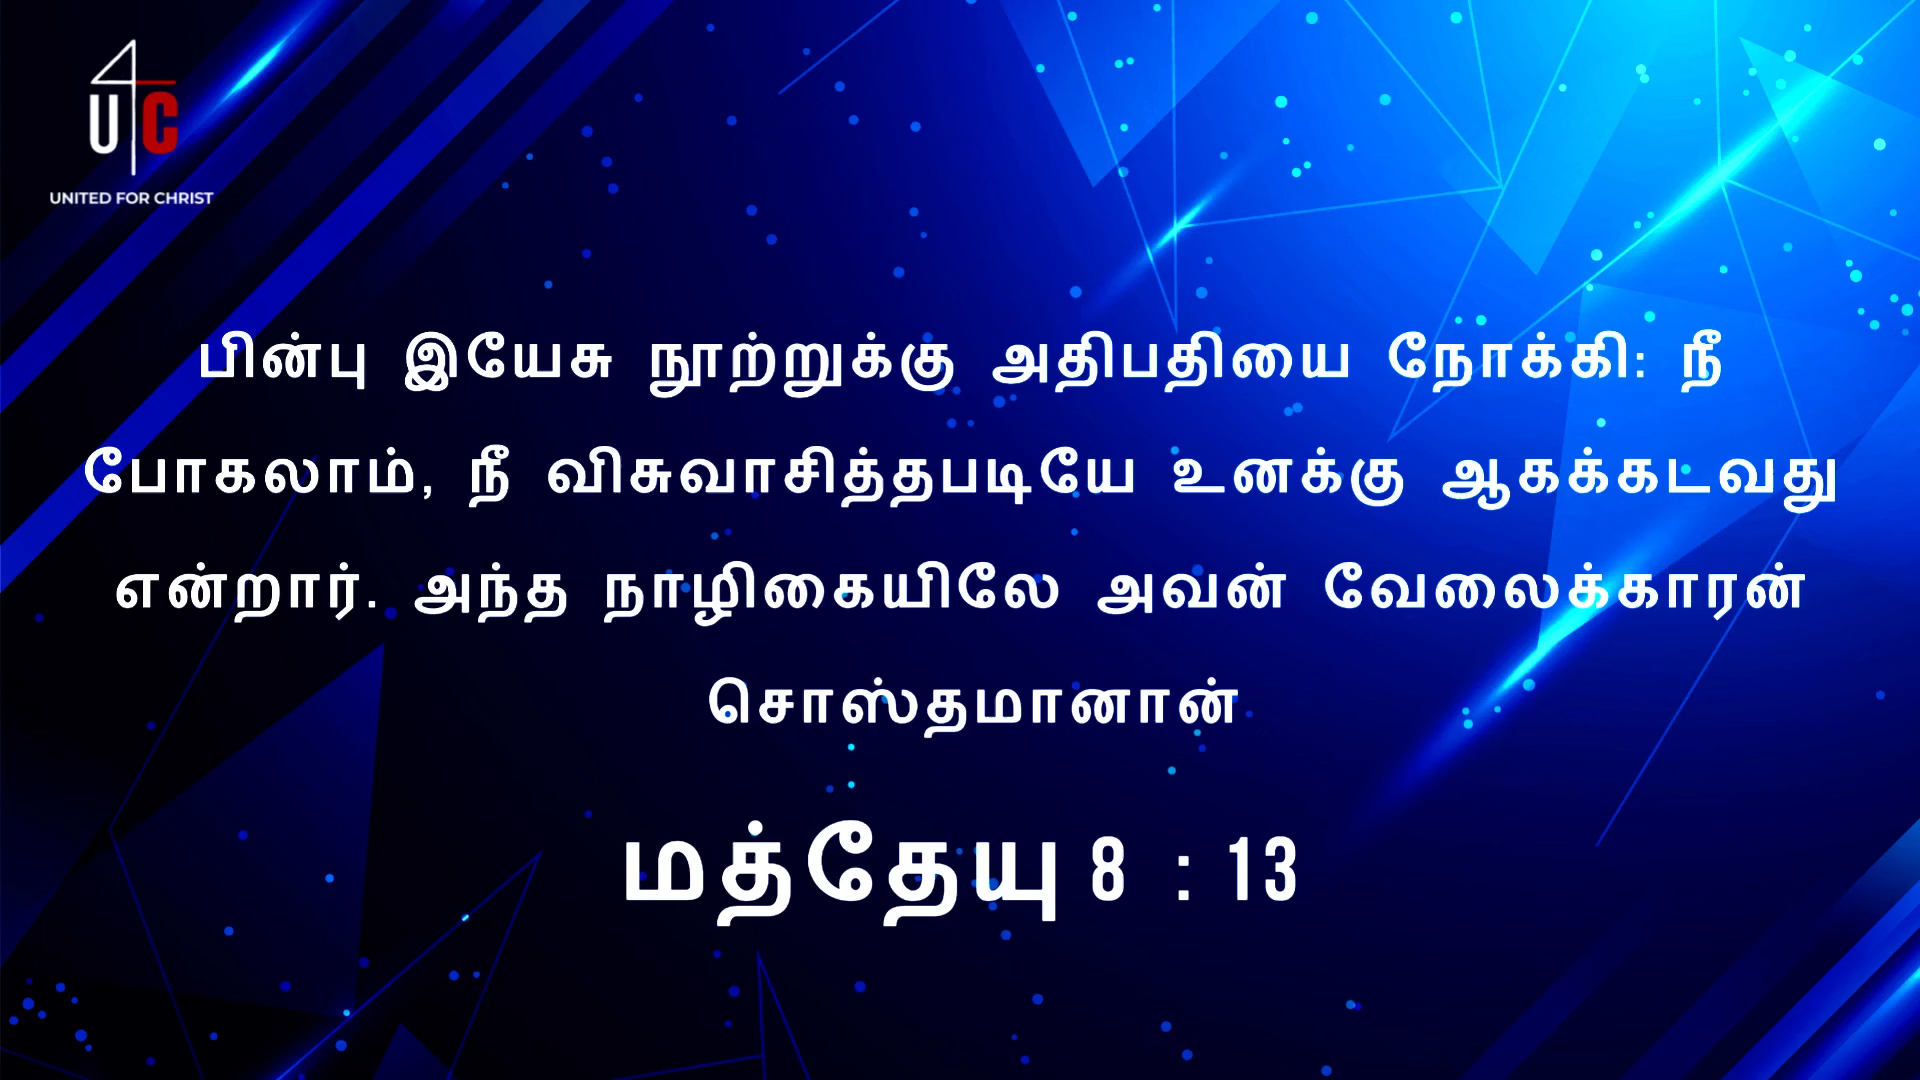 U4C
UNITED FOR CHRIST
பின்பு இயேசு நூற்றுக்கு அதிபதியை நோக்கி: நீ
போகலாம், நீ விசுவாசித்தபடியே உனக்கு ஆகக்கடவது
என்றார். அந்த நாழிகையிலே அவன் வேலைக்காரன்
சொஸ்தமானான்
மத்தேயு 8 : 13